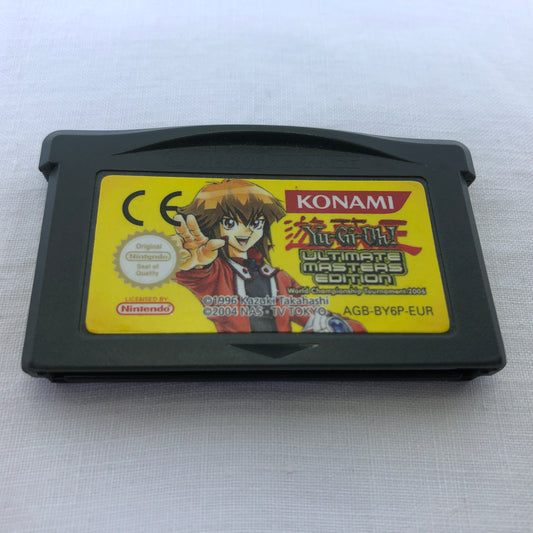 CE
KONAMI
遊☆戯☆王
Yu-Gi-Oh!
ULTIMATE
MASTERS
EDITION
World Championship Tournament 2006
Original
Nintendo
Seal of
Quality
LICENSED BY
Nintendo
©1996 Kazuki Takahashi
©2004 NAS • TV TOKYO
AGB-BY6P-EUR